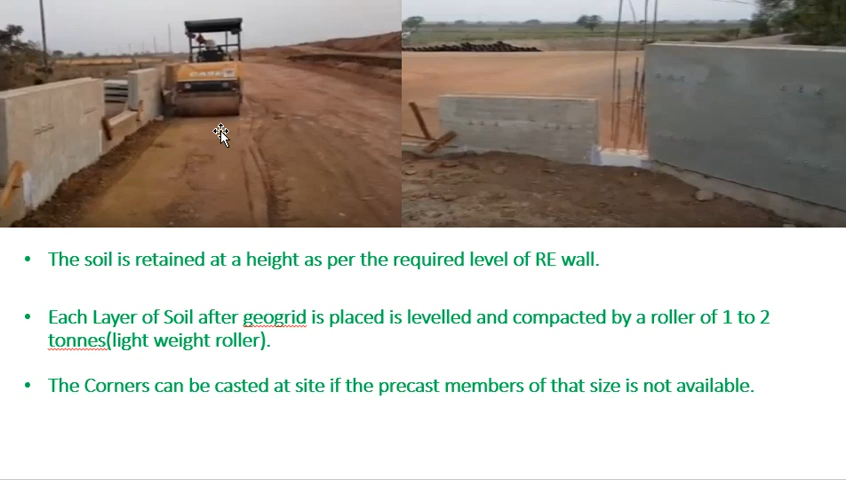 CASE
• The soil is retained at a height as per the required level of RE wall.
• Each Layer of Soil after geogrid is placed is levelled and compacted by a roller of 1 to 2
tonnes(light weight roller).
• The Corners can be casted at site if the precast members of that size is not available.